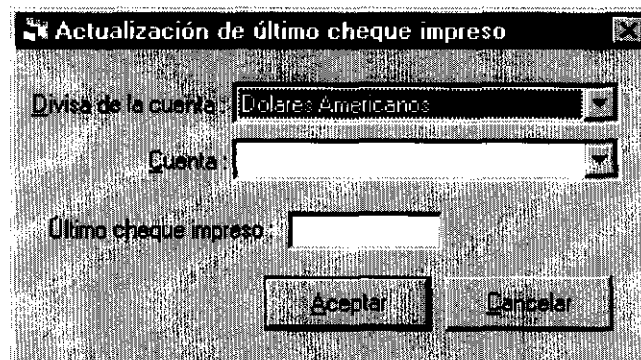 Actualización de último cheque impreso
Divisa de la cuenta : Dolares Americanos
Cuenta :
Último cheque impreso :
Aceptar Cancelar